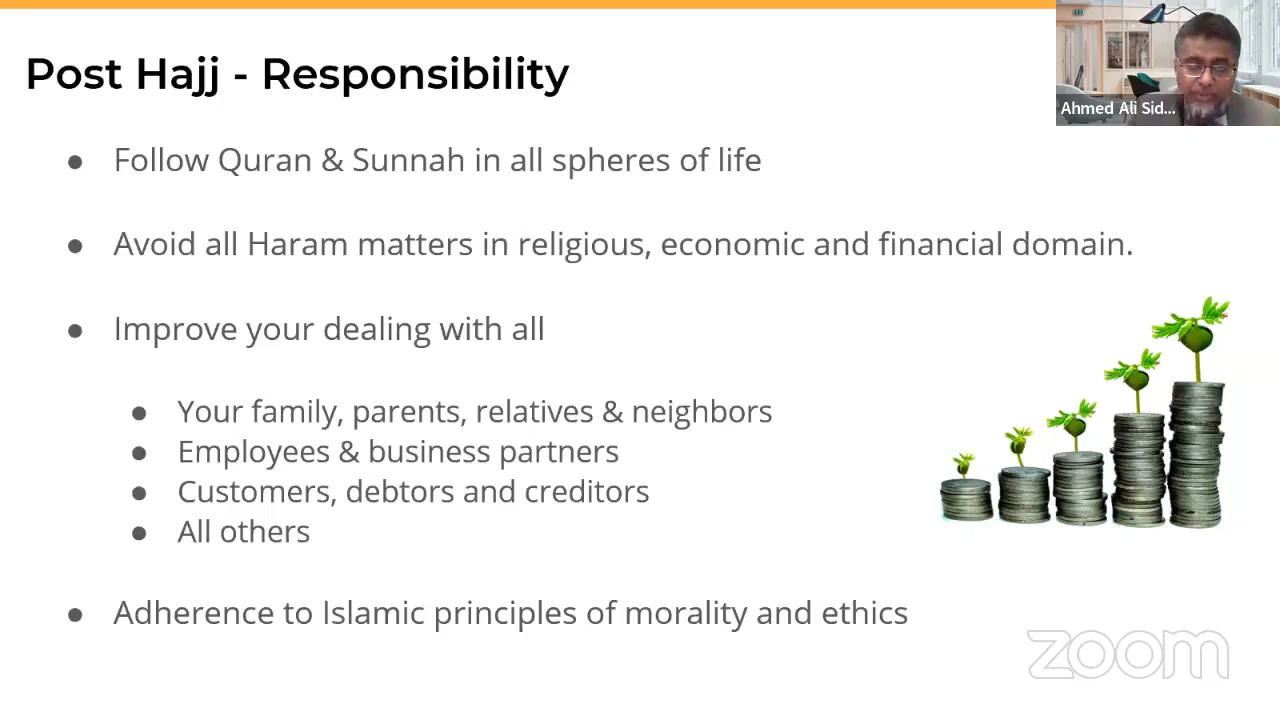 Post Hajj - Responsibility
Ahmed Ali Sid...
● Follow Quran & Sunnah in all spheres of life
● Avoid all Haram matters in religious, economic and financial domain.
● Improve your dealing with all
● Your family, parents, relatives & neighbors
● Employees & business partners
● Customers, debtors and creditors
● All others
● Adherence to Islamic principles of morality and ethics
zoom